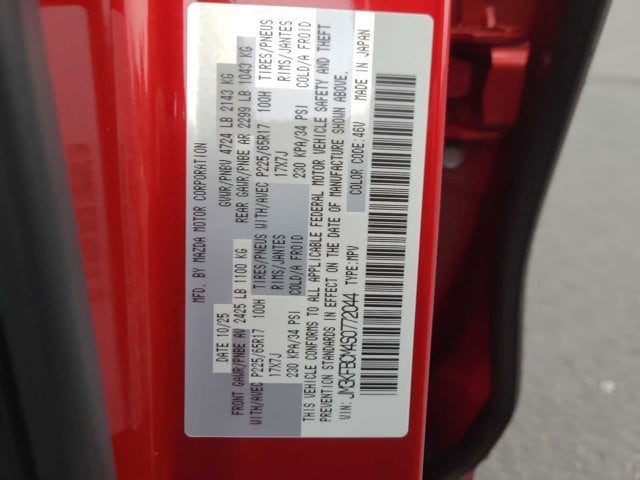 MFD. BY MAZDA MOTOR CORPORATION
DATE 10/25 GVWR/PNBV 4724 LB 2143 KG
FRONT GAWR/PNBE AV 2425 LB 1100 KG REAR GAWR/PNBE AR 2299 LB 1043 KG
WITH/AVEC P225/65R17 100H TIRES/PNEUS WITH/AVEC P225/65R17 100H TIRES/PNEUS
17X7J RIMS/JANTES 17X7J RIMS/JANTES
230 KPA/34 PSI COLD/A FROID 230 KPA/34 PSI COLD/A FROID
THIS VEHICLE CONFORMS TO ALL APPLICABLE FEDERAL MOTOR VEHICLE SAFETY AND THEFT
PREVENTION STANDARDS IN EFFECT ON THE DATE OF MANUFACTURE SHOWN ABOVE.
VIN: JM3KFBCM4S0772044 TYPE:MPV COLOR CODE:46V MADE IN JAPAN